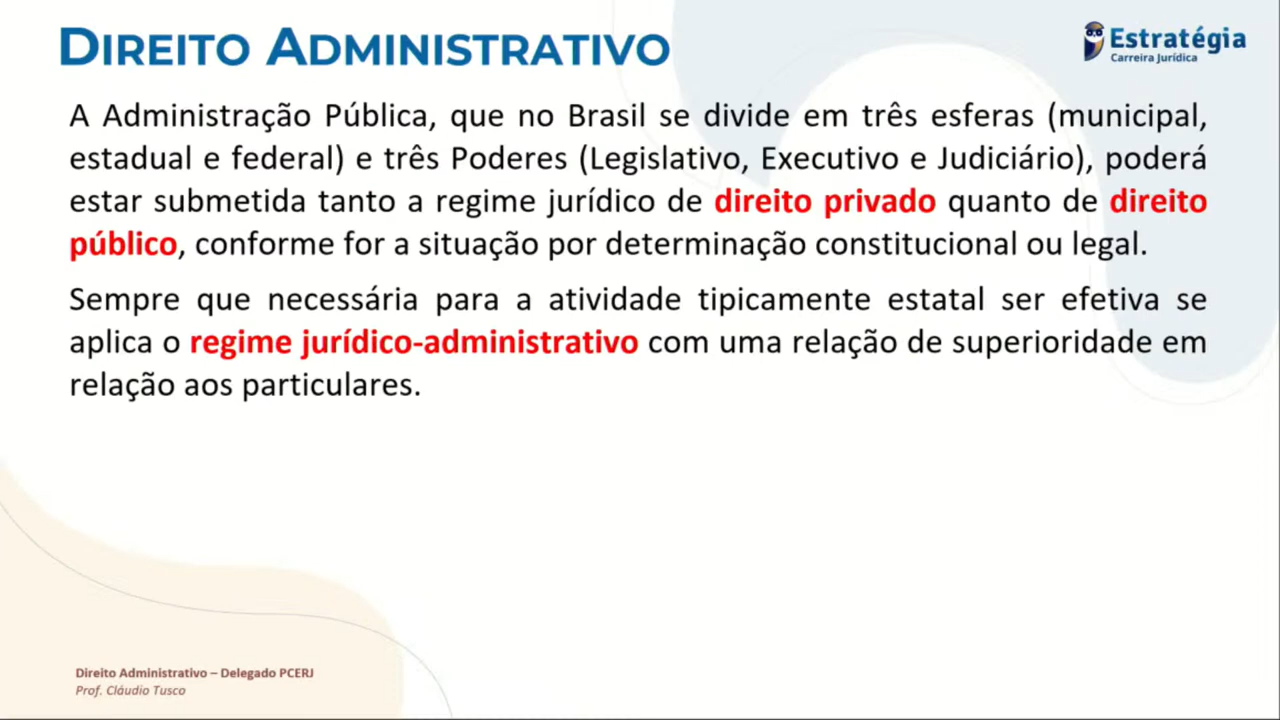 DIREITO ADMINISTRATIVO
Estratégia
Carreira Jurídica
A Administração Pública, que no Brasil se divide em três esferas (municipal,
estadual e federal) e três Poderes (Legislativo, Executivo e Judiciário), poderá
estar submetida tanto a regime jurídico de direito privado quanto de direito
público, conforme for a situação por determinação constitucional ou legal.
Sempre que necessária para a atividade tipicamente estatal ser efetiva se
aplica o regime jurídico-administrativo com uma relação de superioridade em
relação aos particulares.
Direito Administrativo – Delegado PCERJ
Prof. Cláudio Tusco